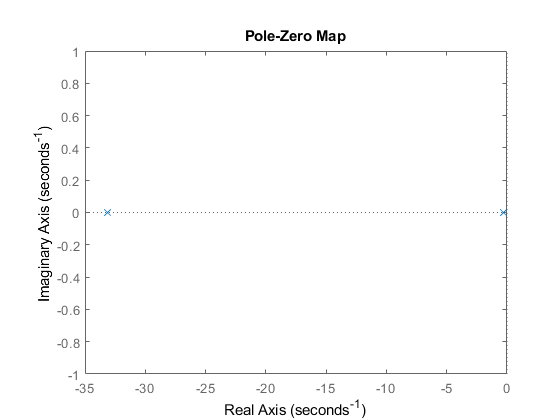 Pole-Zero Map
1
0.8
0.6
0.4
0.2
0
-0.2
-0.4
-0.6
-0.8
-1
Imaginary Axis (seconds⁻¹)
-35 -30 -25 -20 -15 -10 -5 0
Real Axis (seconds⁻¹)